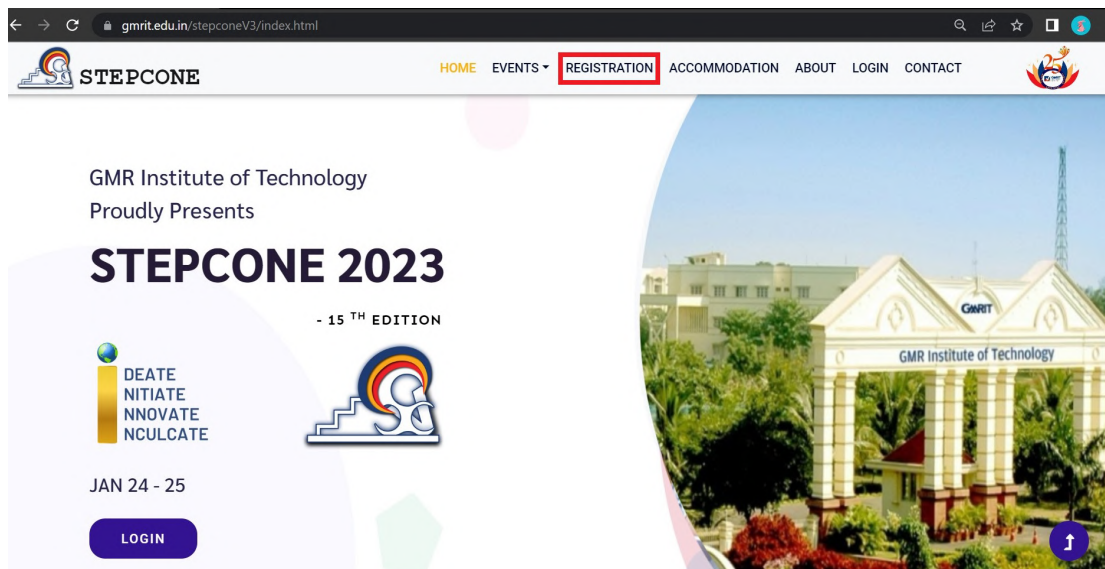 gmrit.edu.in/stepconeV3/index.html
STEPCONE
HOME EVENTS REGISTRATION ACCOMMODATION ABOUT LOGIN CONTACT
GMR Institute of Technology
Proudly Presents
STEPCONE 2023
- 15 TH EDITION
i
DEATE
NITIATE
NNOVATE
NCULCATE
JAN 24 - 25
LOGIN
GMRIT
GMR Institute of Technology